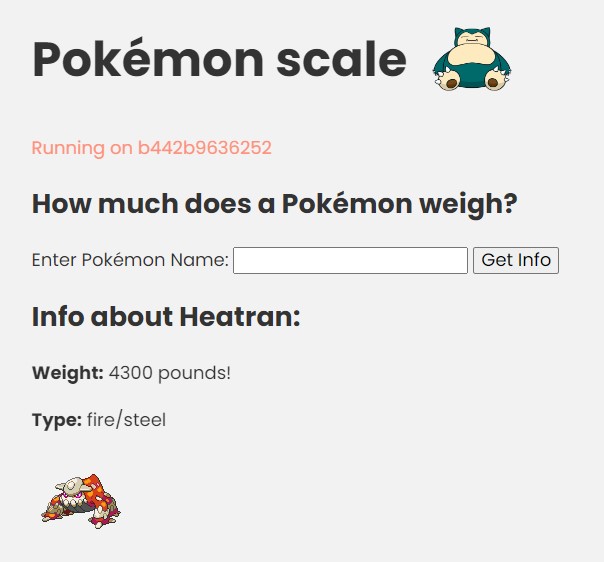 Pokémon scale
Running on b442b9636252
How much does a Pokémon weigh?
Enter Pokémon Name: Get Info
Info about Heatran:
Weight: 4300 pounds!
Type: fire/steel